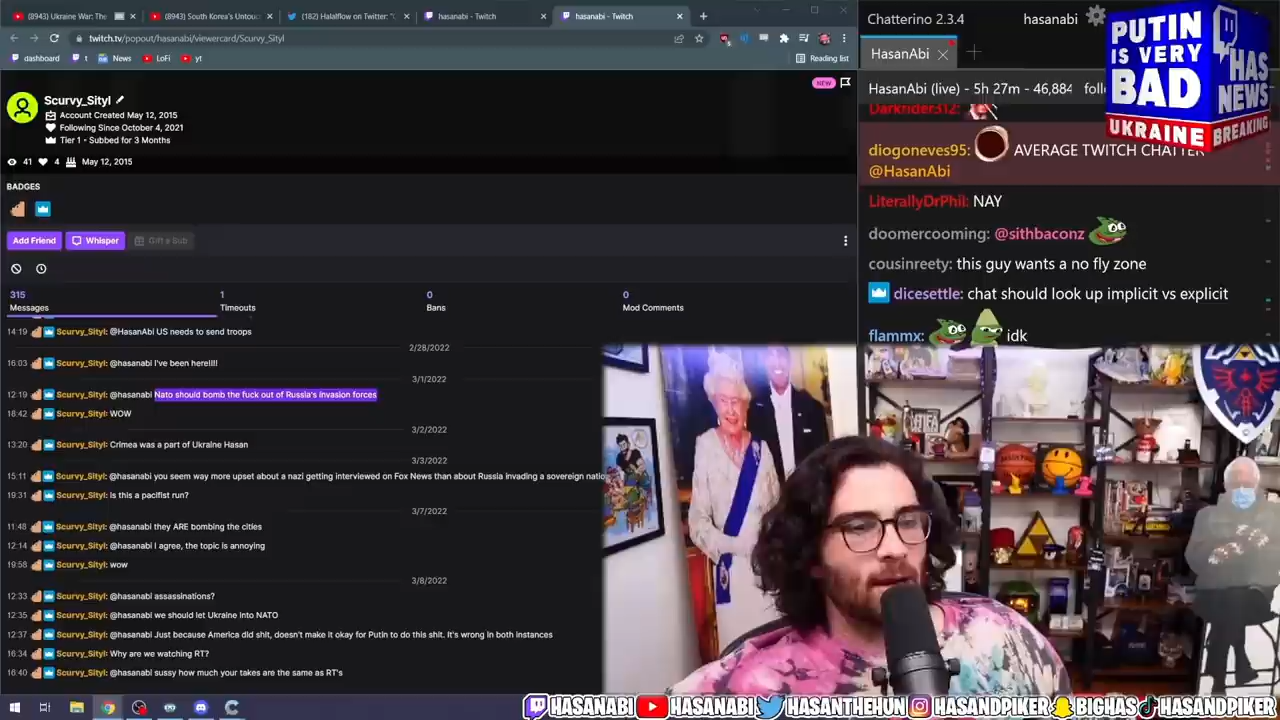 (8943) Ukraine War: The
(8943) South Korea's Untouc
(182) Halalflow on Twitter: "
hasanabi - Twitch
hasanabi - Twitch
twitch.tv/popout/hasanabi/viewercard/Scurvy_Sityl
dashboard
t
News
LoFi
yt
Reading list
Scurvy_Sityl
NEW
Account Created May 12, 2015
Following Since October 4, 2021
Tier 1 - Subbed for 3 Months
41 4 May 12, 2015
BADGES
Add Friend Whisper Gift a Sub
315 1 0 0
Messages Timeouts Bans Mod Comments
14:19 Scurvy_Sityl: @HasanAbi US needs to send troops
2/28/2022
16:03 Scurvy_Sityl: @hasanabi I've been here!!!!
3/1/2022
12:19 Scurvy_Sityl: @hasanabi Nato should bomb the fuck out of Russia's invasion forces
16:42 Scurvy_Sityl: WOW
3/2/2022
13:20 Scurvy_Sityl: Crimea was a part of Ukraine Hasan
3/3/2022
15:11 Scurvy_Sityl: @hasanabi you seem way more upset about a nazi getting interviewed on Fox News than about Russia invading a sovereign natio
19:31 Scurvy_Sityl: is this a pacifist run?
3/7/2022
11:48 Scurvy_Sityl: @hasanabi they ARE bombing the cities
12:14 Scurvy_Sityl: @hasanabi I agree, the topic is annoying
19:58 Scurvy_Sityl: wow
3/8/2022
12:33 Scurvy_Sityl: @hasanabi assassinations?
12:35 Scurvy_Sityl: @hasanabi we should let Ukraine into NATO
12:37 Scurvy_Sityl: @hasanabi Just because America did shit, doesn't make it okay for Putin to do this shit. It's wrong in both instances
16:34 Scurvy_Sityl: Why are we watching RT?
16:40 Scurvy_Sityl: @hasanabi sussy how much your takes are the same as RT's
Chatterino 2.3.4
hasanabi
HasanAbi
HasanAbi (live) - 5h 27m - 46,884 follo
Darkrider312:
diogoneves95: AVERAGE TWITCH CHATTER
@HasanAbi
LiterallyDrPhil: NAY
doomercooming: @sithbaconz
cousinreety: this guy wants a no fly zone
dicesettle: chat should look up implicit vs explicit
flammx: idk
PUTIN
IS VERY
BAD
UKRAINE
HAS
NEWS
BREAKING
FIFA
HASANABI HASANABI HASANTHEHUN HASANDPIKER BIGHAS HASANDPIKER